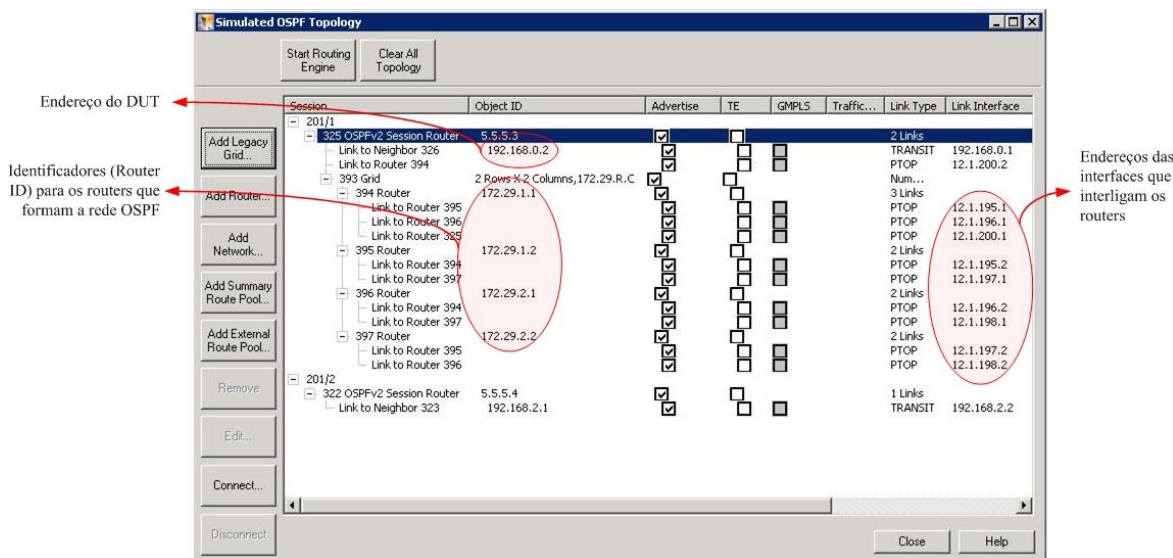 Simulated OSPF Topology
Start Routing
Engine
Clear All
Topology
Endereço do DUT
Identificadores (Router
ID) para os routers que
formam a rede OSPF
Add Legacy
Grid...
Add Router...
Add
Network...
Add Summary
Route Pool...
Add External
Route Pool...
Remove
Edit...
Connect...
Disconnect
Session Object ID Advertise TE GMPLS Traffic... Link Type Link Interface
201/1
325 OSPFv2 Session Router 5.5.5.3 2 Links
Link to Neighbor 326 192.168.0.2 TRANSIT 192.168.0.1
Link to Router 394 PTOP 12.1.200.2
393 Grid 2 Rows X 2 Columns,172.29.R.C Num...
394 Router 172.29.1.1 3 Links
Link to Router 395 PTOP 12.1.195.1
Link to Router 396 PTOP 12.1.196.1
Link to Router 325 PTOP 12.1.200.1
395 Router 172.29.1.2 2 Links
Link to Router 394 PTOP 12.1.195.2
Link to Router 397 PTOP 12.1.197.1
396 Router 172.29.2.1 2 Links
Link to Router 394 PTOP 12.1.196.2
Link to Router 397 PTOP 12.1.198.1
397 Router 172.29.2.2 2 Links
Link to Router 395 PTOP 12.1.197.2
Link to Router 396 PTOP 12.1.198.2
201/2
322 OSPFv2 Session Router 5.5.5.4 1 Links
Link to Neighbor 323 192.168.2.1 TRANSIT 192.168.2.2
Endereços das
interfaces que
interligam os
routers
Close
Help